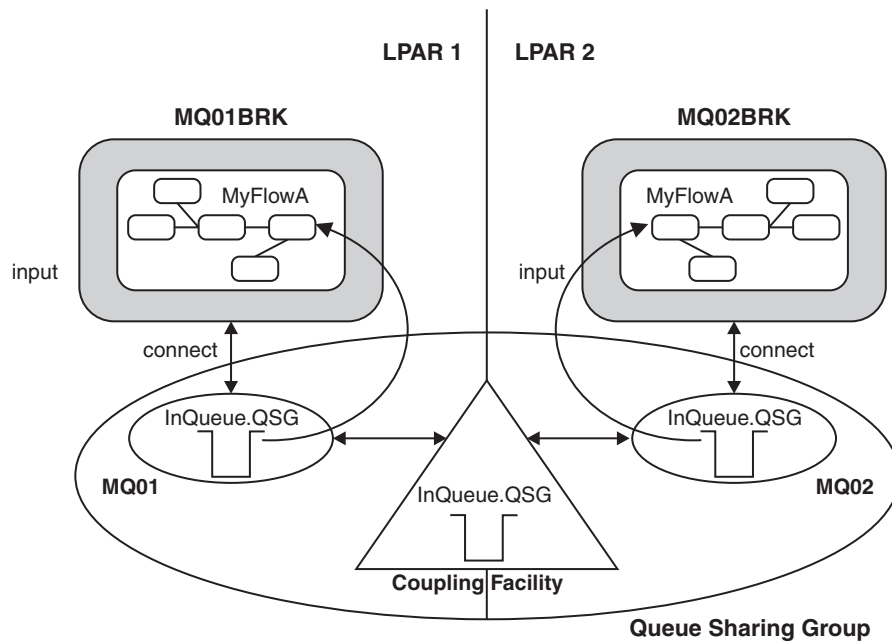 LPAR 1
LPAR 2
MQ01BRK
MQ02BRK
MyFlowA
MyFlowA
input
input
connect
connect
InQueue.QSG
InQueue.QSG
MQ01
MQ02
InQueue.QSG
Coupling Facility
Queue Sharing Group